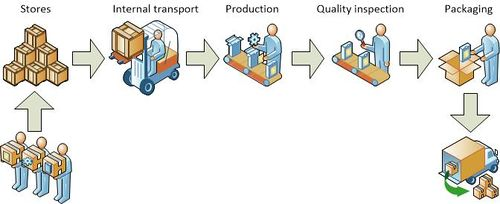 Stores
Internal transport
Production
Quality inspection
Packaging